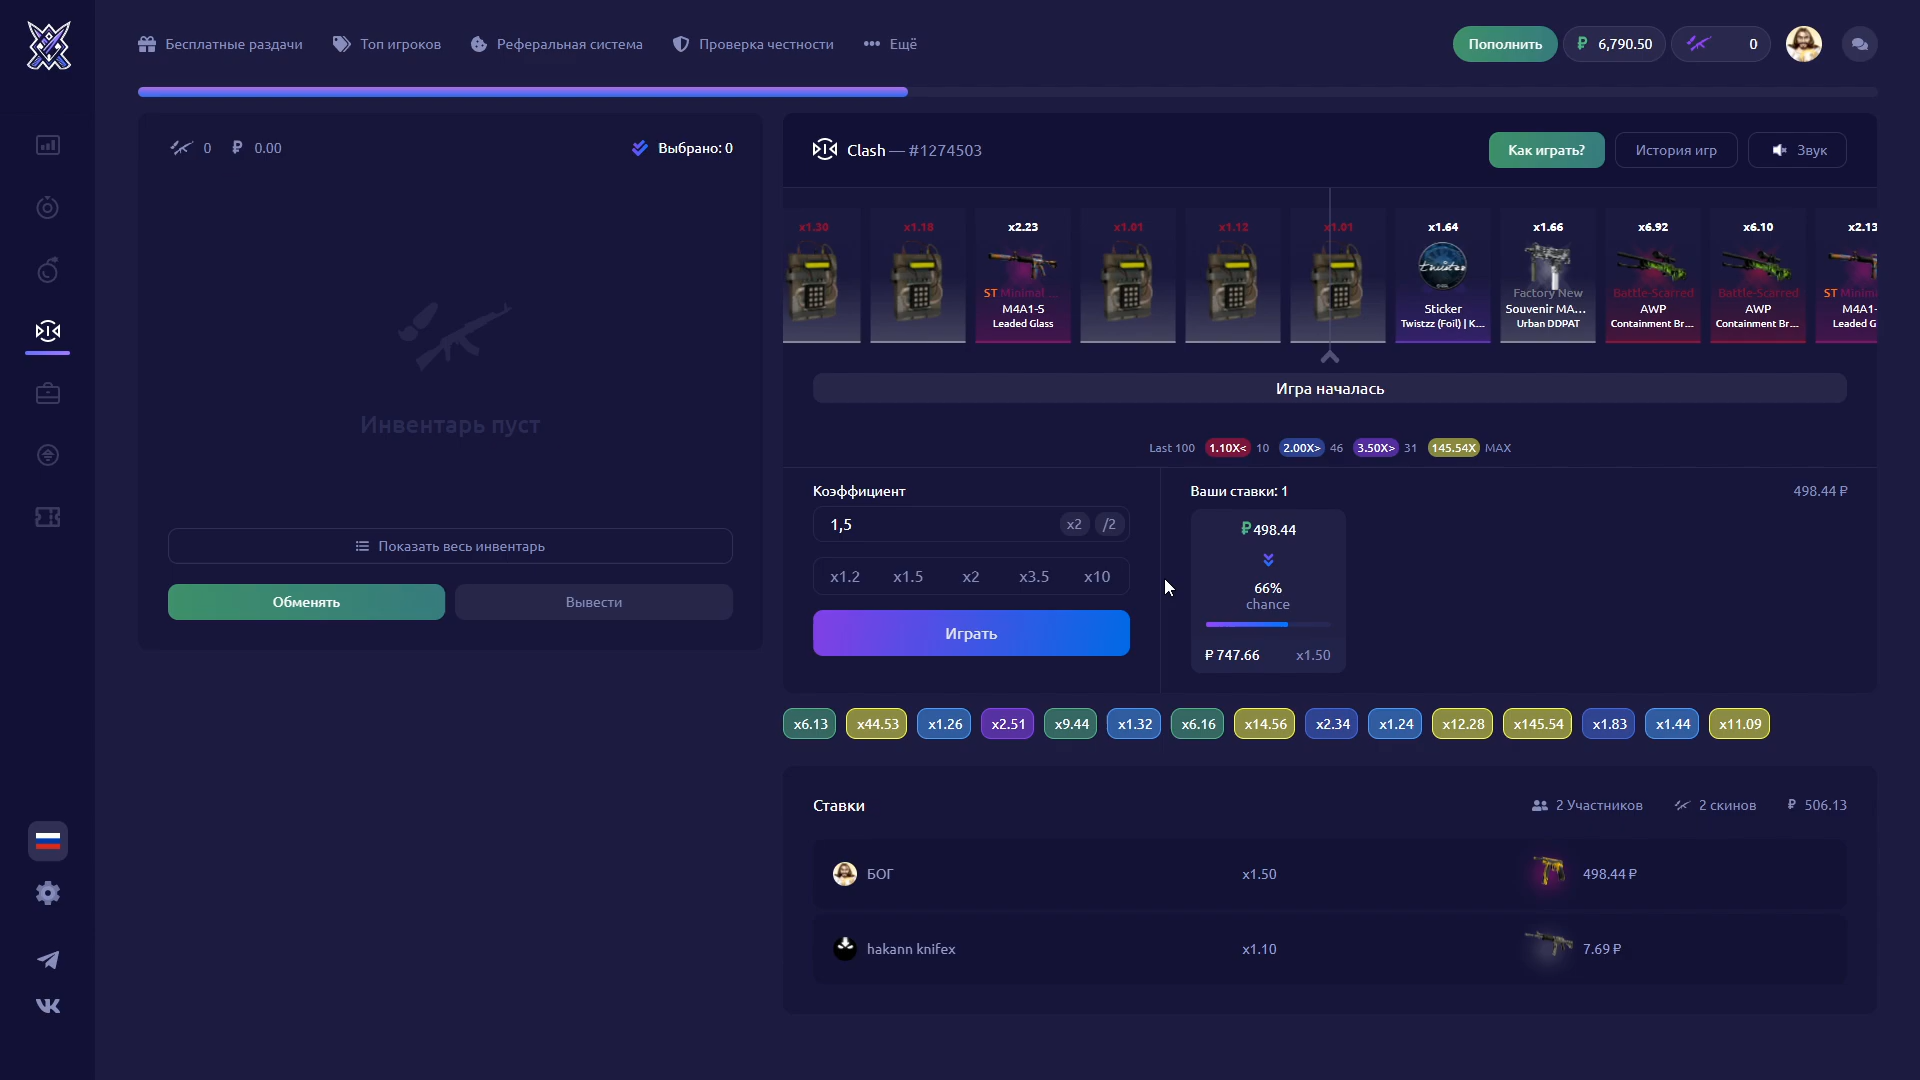 Бесплатные раздачи
Топ игроков
Реферальная система
Проверка честности
Ещё
Пополнить
₽ 6,790.50
0
0
₽ 0.00
Выбрано: 0
Инвентарь пуст
Показать весь инвентарь
Обменять
Вывести
Clash — #1274503
Как играть?
История игр
Звук
x1.30
x1.18
x2.23
ST Minimal ...
M4A1-S
Leaded Glass
x1.01
x1.12
x1.01
x1.64
Sticker
Twistzz (Foil) | K...
x1.66
Factory New
Souvenir MA...
Urban DDPAT
x6.92
Battle-Scarred
AWP
Containment Br...
x6.10
Battle-Scarred
AWP
Containment Br...
x2.13
ST Minim
M4A1-
Leaded G
Игра началась
Last 100 1.10X< 10 2.00X> 46 3.50X> 31 145.54X MAX
Коэффициент
1,5 x2 /2
x1.2 x1.5 x2 x3.5 x10
Играть
Ваши ставки: 1
498.44 ₽
₽ 498.44
66%
chance
₽ 747.66 x1.50
x6.13 x44.53 x1.26 x2.51 x9.44 x1.32 x6.16 x14.56 x2.34 x1.24 x12.28 x145.54 x1.83 x1.44 x11.09
Ставки
2 Участников 2 скинов ₽ 506.13
БОГ x1.50 498.44 ₽
hakann knifex x1.10 7.69 ₽